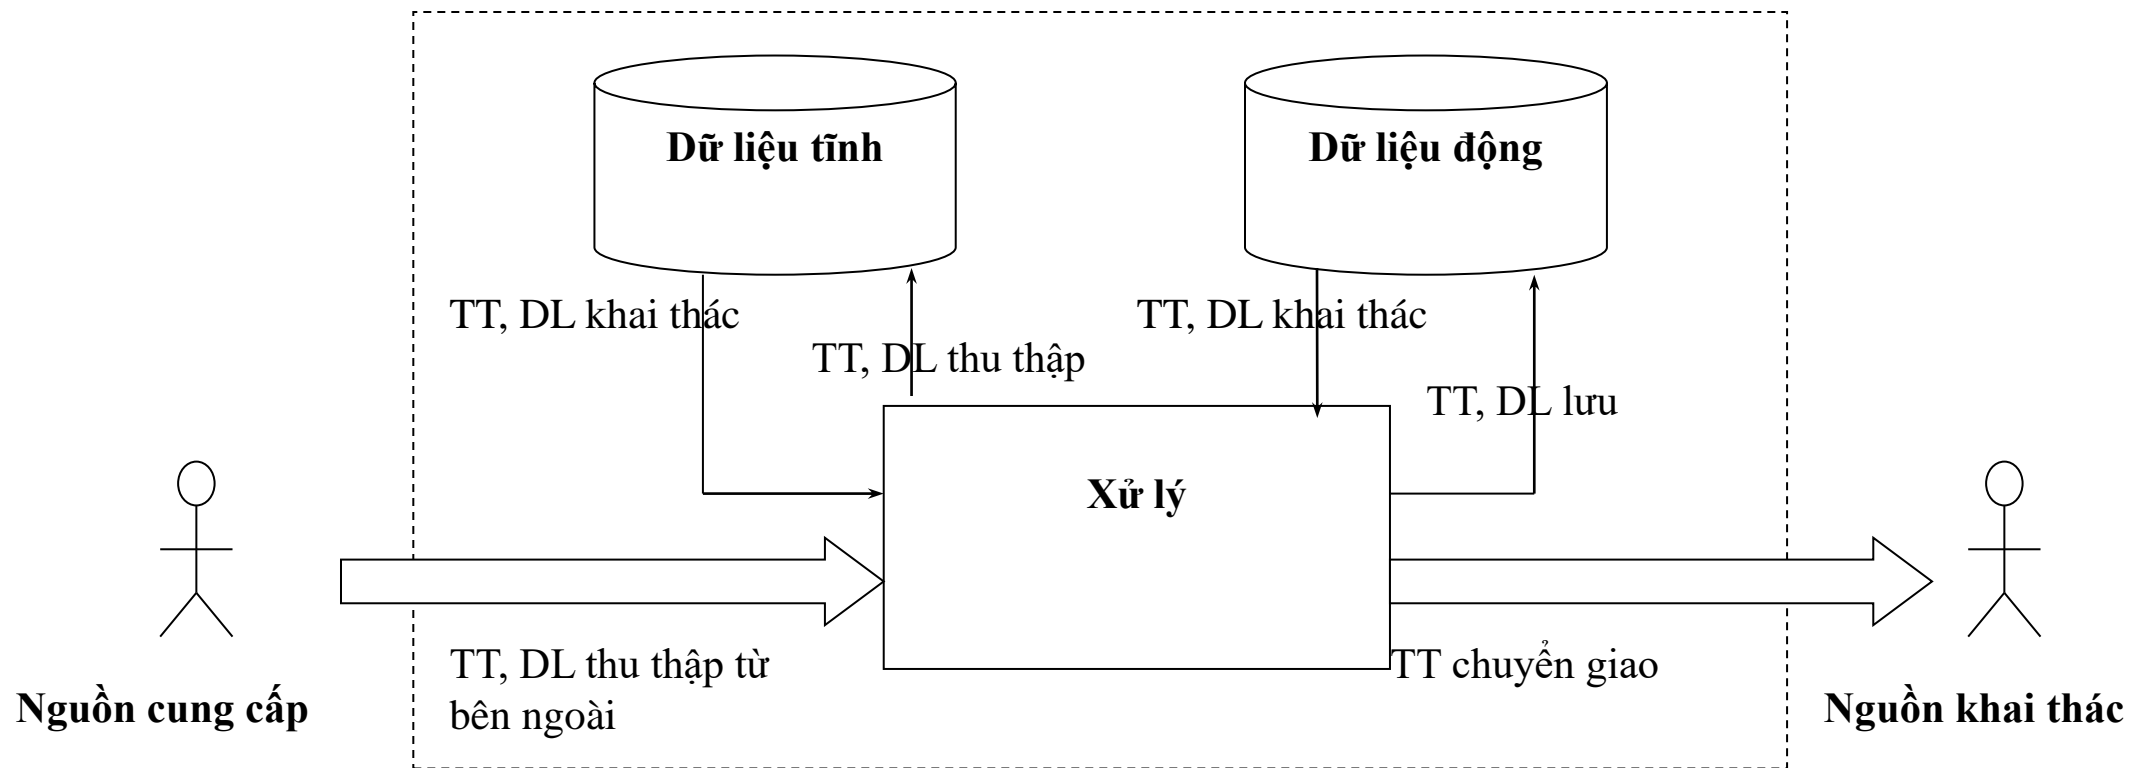 Dữ liệu tĩnh
Dữ liệu động
TT, DL khai thác
TT, DL khai thác
TT, DL thu thập
TT, DL lưu
Xử lý
TT, DL thu thập từ
bên ngoài
TT chuyển giao
Nguồn cung cấp
Nguồn khai thác